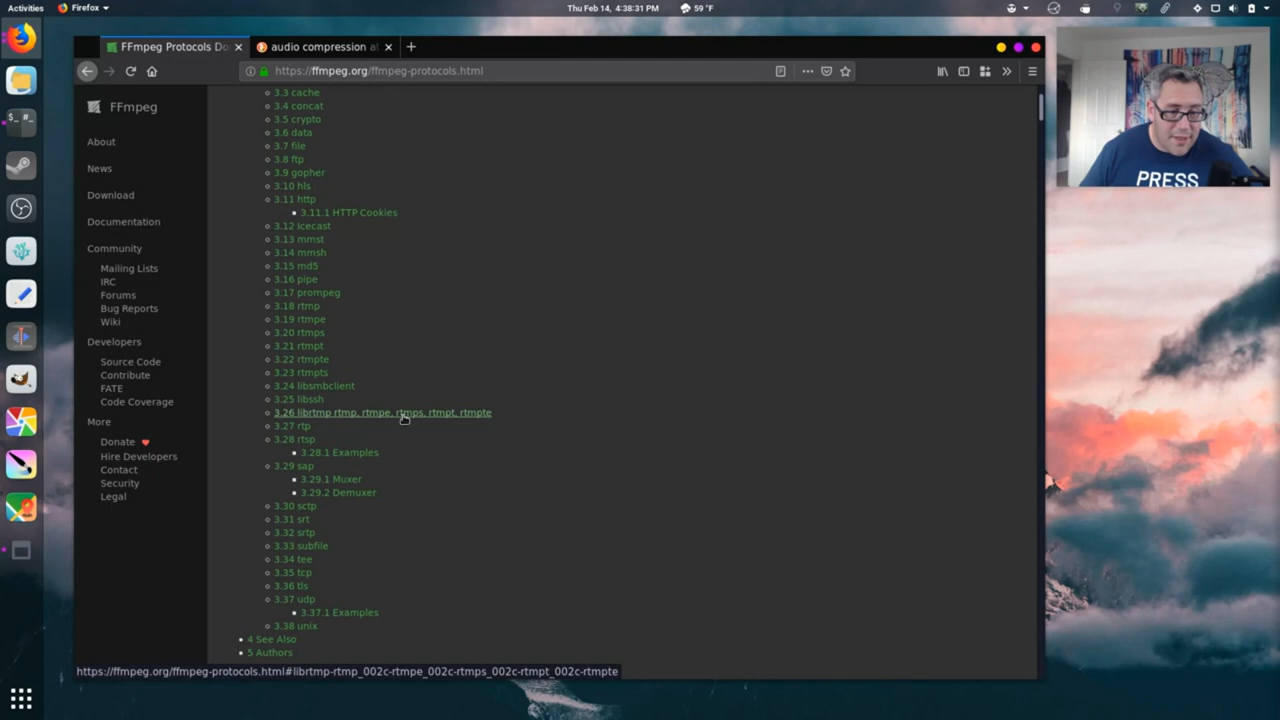 Activities
Firefox
Thu Feb 14, 4:38:31 PM
59 °F
FFmpeg Protocols Do
audio compression at
https://ffmpeg.org/ffmpeg-protocols.html
FFmpeg
About
News
Download
Documentation
Community
Mailing Lists
IRC
Forums
Bug Reports
Wiki
Developers
Source Code
Contribute
FATE
Code Coverage
More
Donate
Hire Developers
Contact
Security
Legal
3.3 cache
3.4 concat
3.5 crypto
3.6 data
3.7 file
3.8 ftp
3.9 gopher
3.10 hls
3.11 http
3.11.1 HTTP Cookies
3.12 Icecast
3.13 mmst
3.14 mmsh
3.15 md5
3.16 pipe
3.17 prompeg
3.18 rtmp
3.19 rtmpe
3.20 rtmps
3.21 rtmpt
3.22 rtmpte
3.23 rtmpts
3.24 libsmbclient
3.25 libssh
3.26 librtmp rtmp, rtmpe, rtmps, rtmpt, rtmpte
3.27 rtp
3.28 rtsp
3.28.1 Examples
3.29 sap
3.29.1 Muxer
3.29.2 Demuxer
3.30 sctp
3.31 srt
3.32 srtp
3.33 subfile
3.34 tee
3.35 tcp
3.36 tls
3.37 udp
3.37.1 Examples
3.38 unix
4 See Also
5 Authors
https://ffmpeg.org/ffmpeg-protocols.html#librtmp-rtmp_002c-rtmpe_002c-rtmps_002c-rtmpt_002c-rtmpte
PRESS
$_ #_